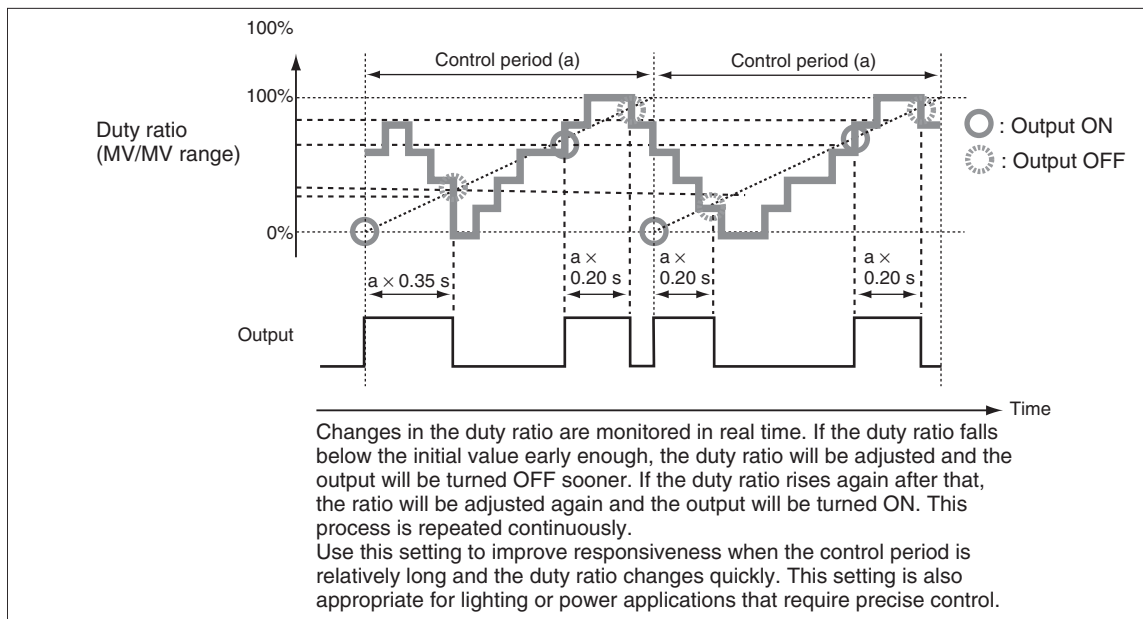 100%
Control period (a)
Control period (a)
100%
Duty ratio
(MV/MV range)
: Output ON
: Output OFF
0%
a × 0.35 s
a ×
0.20 s
a ×
0.20 s
a ×
0.20 s
Output
Time
Changes in the duty ratio are monitored in real time. If the duty ratio falls
below the initial value early enough, the duty ratio will be adjusted and the
output will be turned OFF sooner. If the duty ratio rises again after that,
the ratio will be adjusted again and the output will be turned ON. This
process is repeated continuously.
Use this setting to improve responsiveness when the control period is
relatively long and the duty ratio changes quickly. This setting is also
appropriate for lighting or power applications that require precise control.